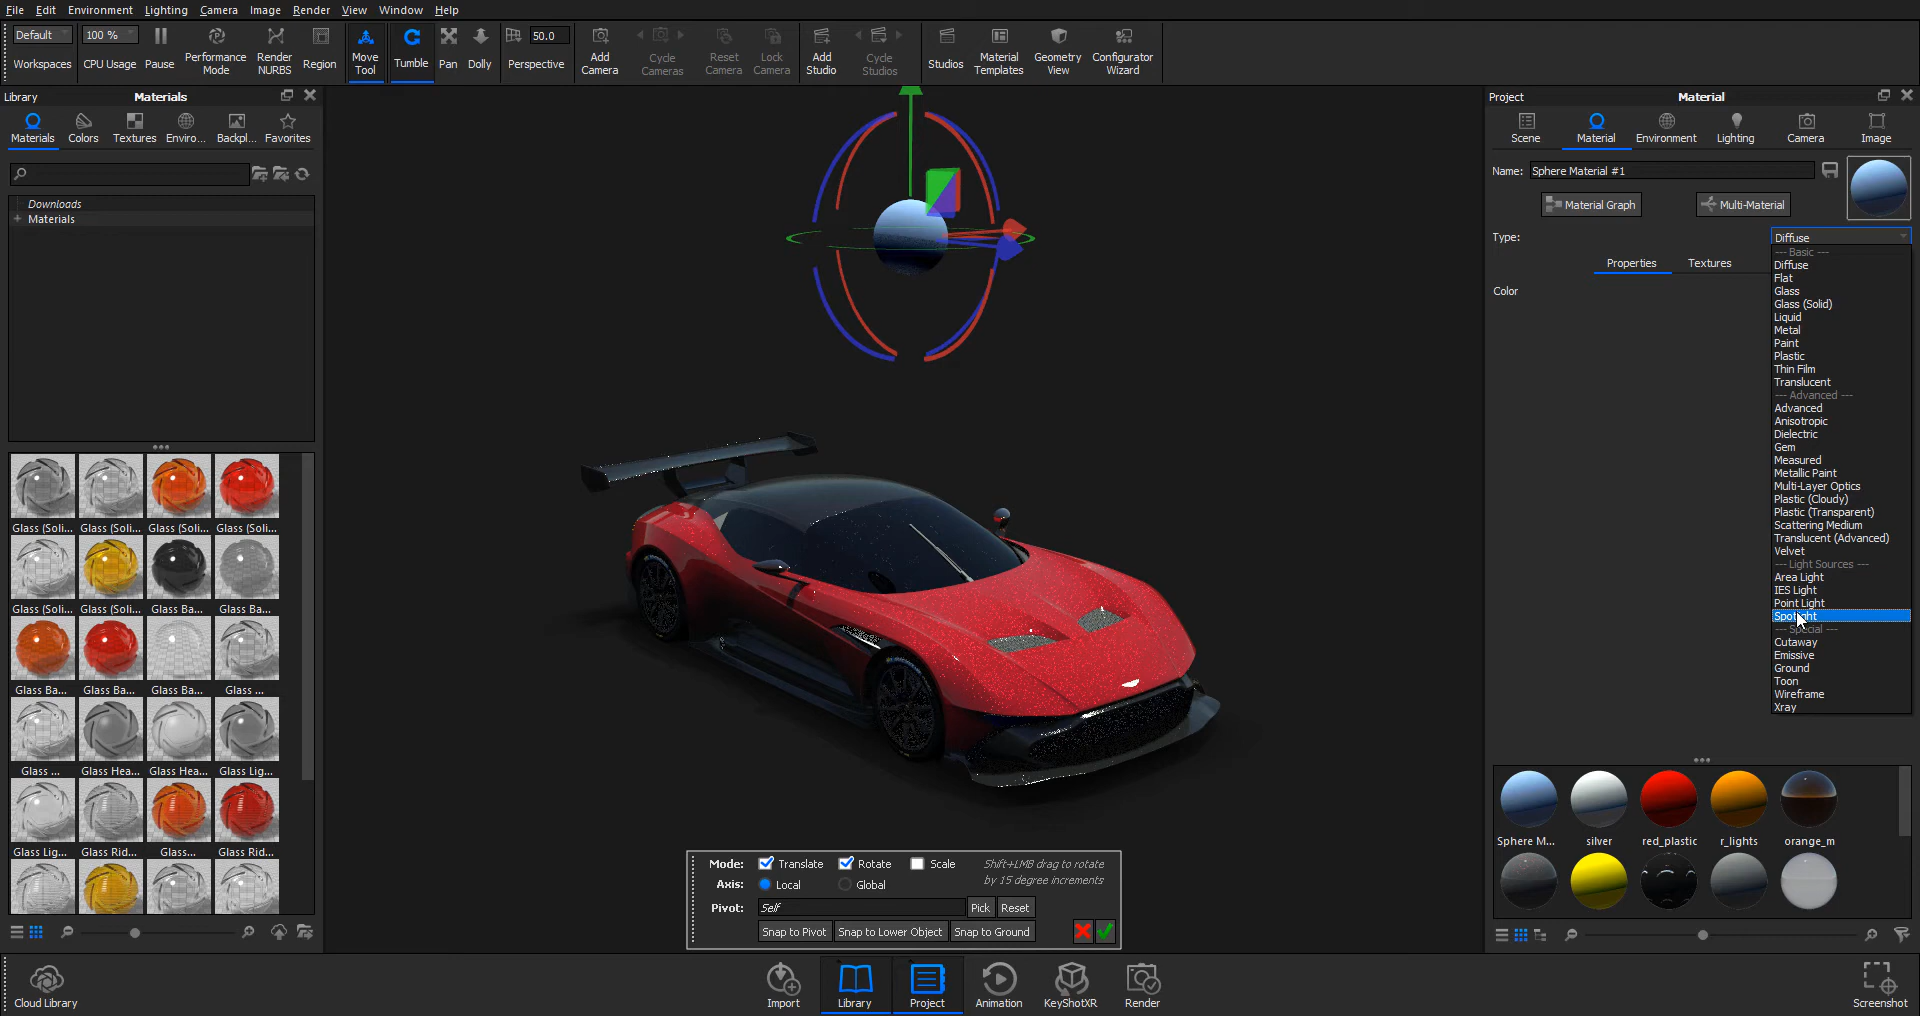 File Edit Environment Lighting Camera Image Render View Window Help
Default 100 % 50.0
Workspaces CPU Usage Pause Performance Mode Render NURBS Region Move Tool Tumble Pan Dolly Perspective Add Camera Cycle Cameras Reset Camera Lock Camera Add Studio Cycle Studios Studios Material Templates Geometry View Configurator Wizard
Library Materials
Materials Colors Textures Enviro... Backpl... Favorites
Downloads
Materials
Glass (Soli... Glass (Soli... Glass (Soli... Glass (Soli...
Glass (Soli... Glass (Soli... Glass Ba... Glass Ba...
Glass Ba... Glass Ba... Glass Ba... Glass ...
Glass ... Glass Hea... Glass Hea... Glass Lig...
Glass Lig... Glass Rid... Glass... Glass Rid...
Mode: Translate Rotate Scale
Shift+LMB drag to rotate
by 15 degree increments
Axis: Local Global
Pivot: Self Pick Reset
Snap to Pivot Snap to Lower Object Snap to Ground
Project Material
Scene Material Environment Lighting Camera Image
Name: Sphere Material #1
Material Graph Multi-Material
Type: Diffuse
Properties Textures
Color
--- Basic ---
Diffuse
Flat
Glass
Glass (Solid)
Liquid
Metal
Paint
Plastic
Thin Film
Translucent
--- Advanced ---
Advanced
Anisotropic
Dielectric
Gem
Measured
Metallic Paint
Multi-Layer Optics
Plastic (Cloudy)
Plastic (Transparent)
Scattering Medium
Translucent (Advanced)
Velvet
--- Light Sources ---
Area Light
IES Light
Point Light
Spotlight
--- Special ---
Cutaway
Emissive
Ground
Toon
Wireframe
Xray
Sphere M... silver red_plastic r_lights orange_m
Cloud Library Import Library Project Animation KeyShotXR Render Screenshot